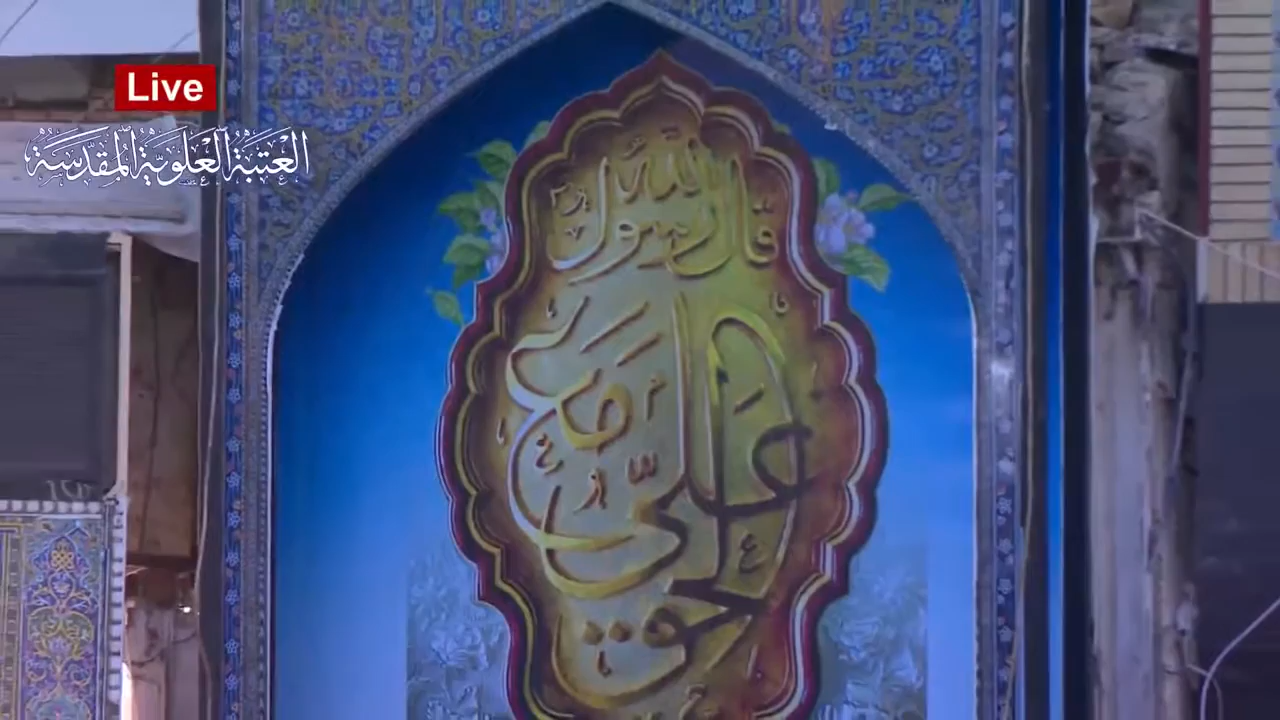 Live
العتبة العلوية المقدسة
قال رسول الله
علي مع الحق